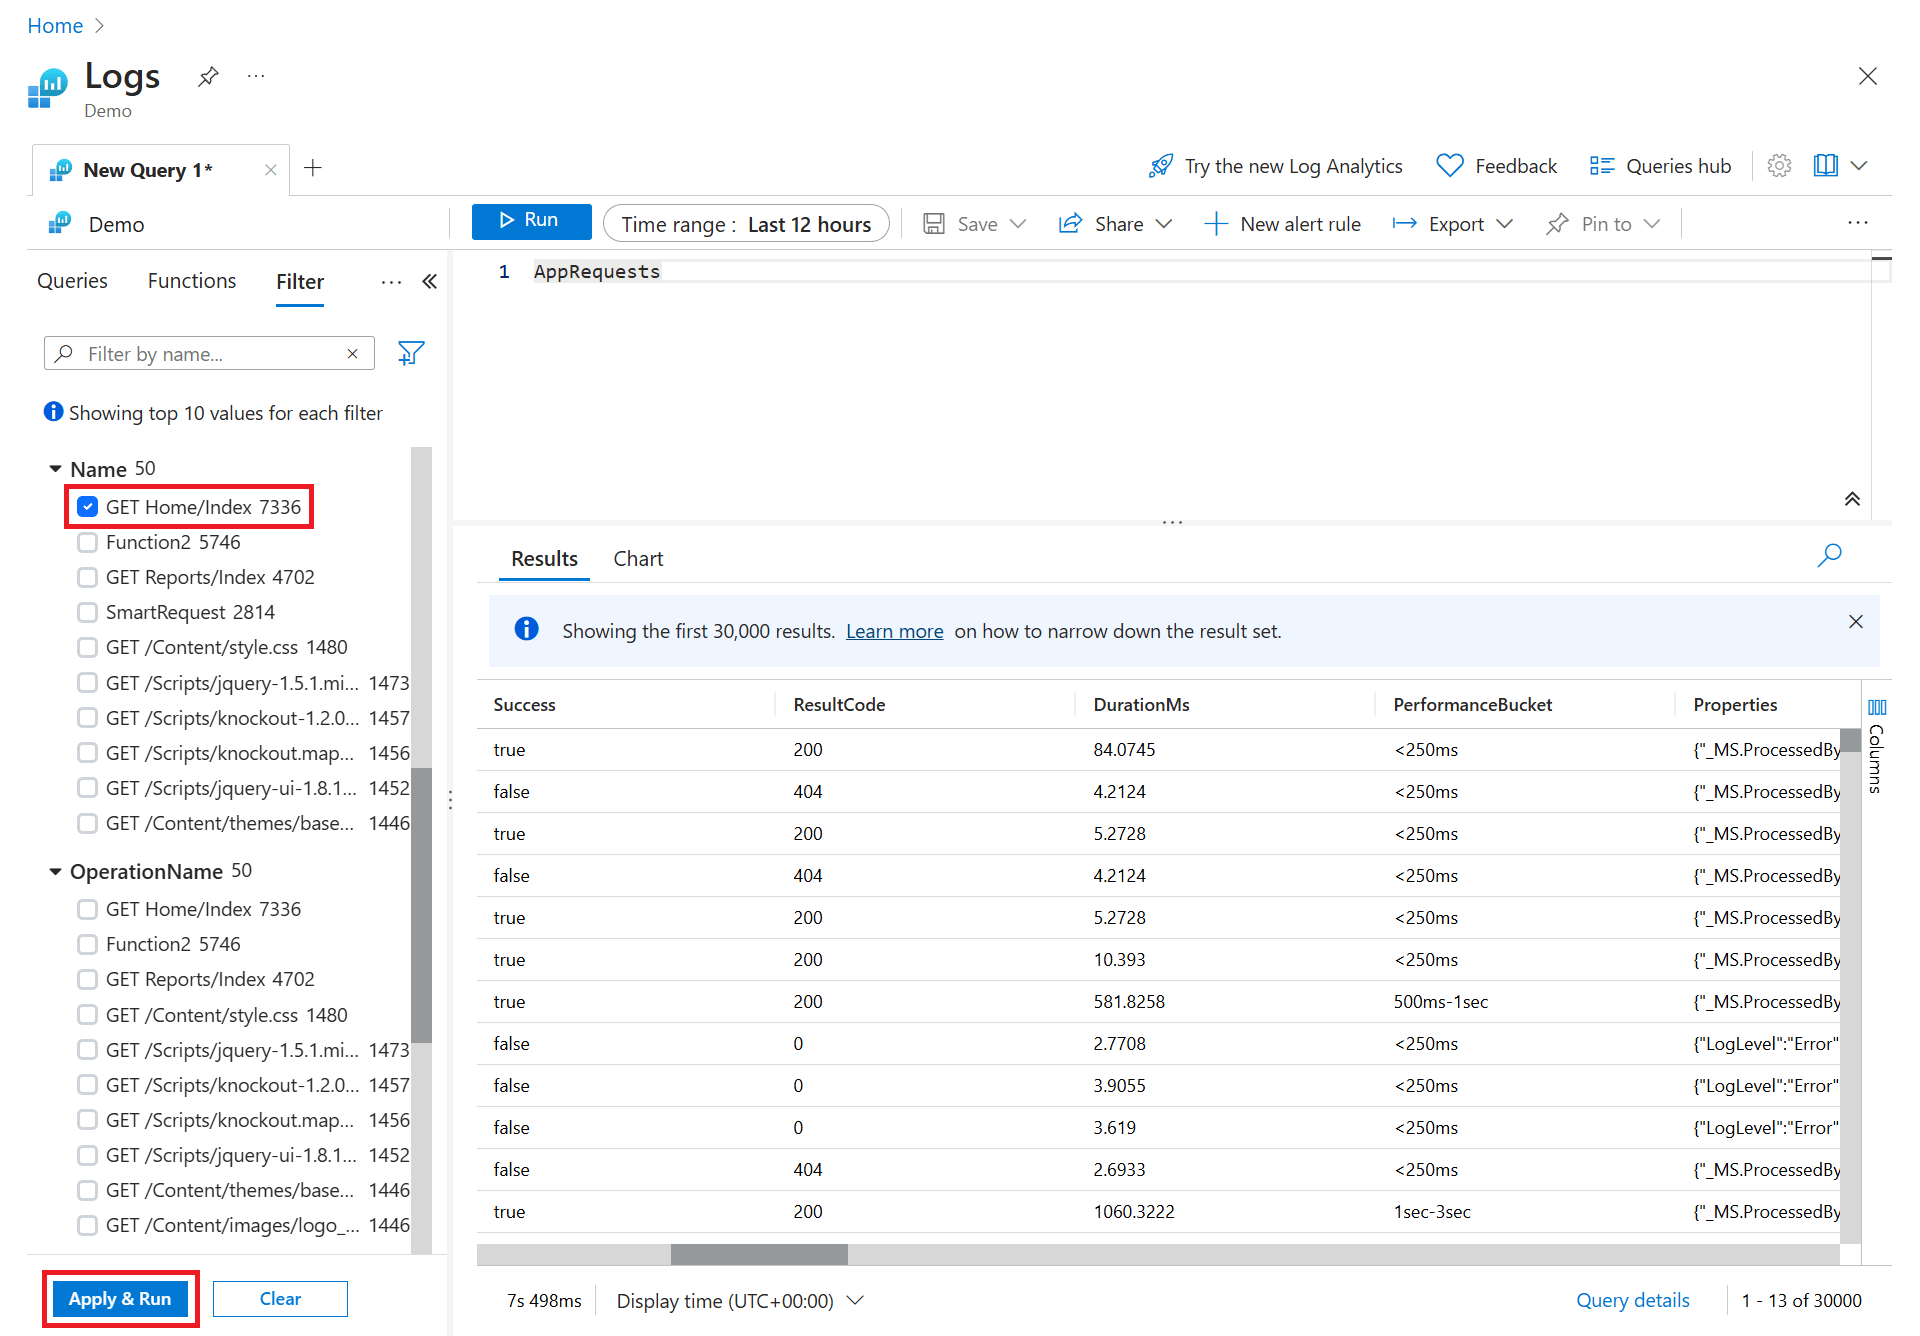 Home
Logs
Demo
New Query 1*
Try the new Log Analytics Feedback Queries hub
Demo
Run Time range : Last 12 hours Save Share New alert rule Export Pin to
Queries Functions Filter
1 AppRequests
Filter by name...
Showing top 10 values for each filter
Name 50
GET Home/Index 7336
Function2 5746
GET Reports/Index 4702
SmartRequest 2814
GET /Content/style.css 1480
GET /Scripts/jquery-1.5.1.mi... 1473
GET /Scripts/knockout-1.2.0... 1457
GET /Scripts/knockout.map... 1456
GET /Scripts/jquery-ui-1.8.1... 1452
GET /Content/themes/base... 1446
OperationName 50
GET Home/Index 7336
Function2 5746
GET Reports/Index 4702
GET /Content/style.css 1480
GET /Scripts/jquery-1.5.1.mi... 1473
GET /Scripts/knockout-1.2.0... 1457
GET /Scripts/knockout.map... 1456
GET /Scripts/jquery-ui-1.8.1... 1452
GET /Content/themes/base... 1446
GET /Content/images/logo_... 1446
Apply & Run Clear
Results Chart
Showing the first 30,000 results. Learn more on how to narrow down the result set.
Success ResultCode DurationMs PerformanceBucket Properties
true 200 84.0745 <250ms {"_MS.ProcessedBy
false 404 4.2124 <250ms {"_MS.ProcessedBy
true 200 5.2728 <250ms {"_MS.ProcessedBy
false 404 4.2124 <250ms {"_MS.ProcessedBy
true 200 5.2728 <250ms {"_MS.ProcessedBy
true 200 10.393 <250ms {"_MS.ProcessedBy
true 200 581.8258 500ms-1sec {"_MS.ProcessedBy
false 0 2.7708 <250ms {"LogLevel":"Error"
false 0 3.9055 <250ms {"LogLevel":"Error"
false 0 3.619 <250ms {"LogLevel":"Error"
false 404 2.6933 <250ms {"_MS.ProcessedBy
true 200 1060.3222 1sec-3sec {"_MS.ProcessedBy
Columns
7s 498ms Display time (UTC+00:00) Query details 1 - 13 of 30000